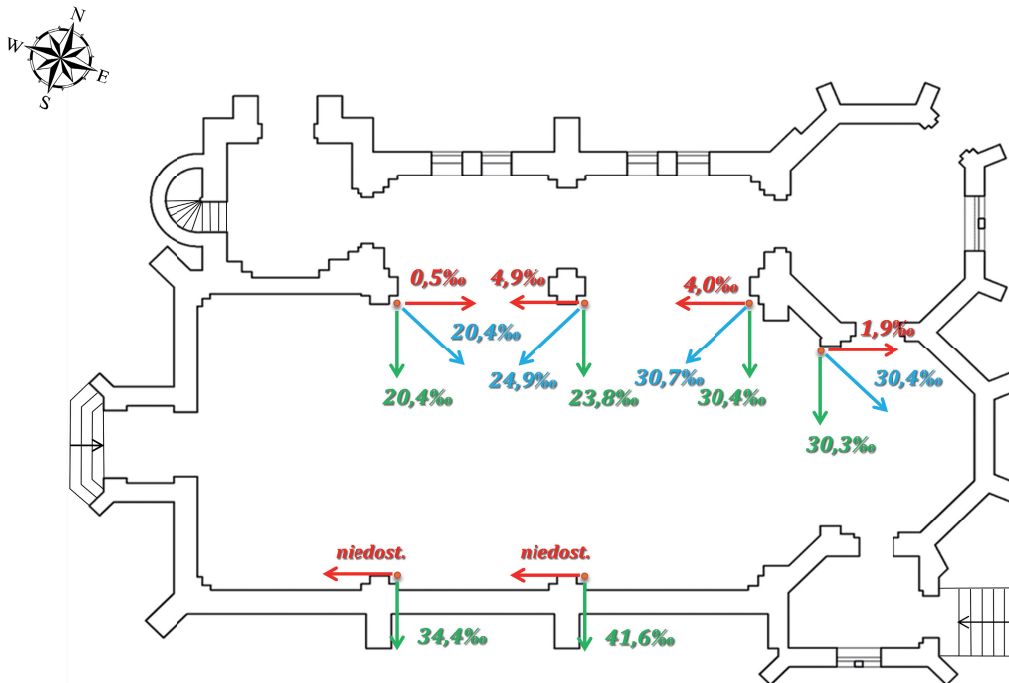 N
W
E
S
0,5‰ 4,9‰ 4,0‰
1,9‰
20,4‰
24,9‰ 30,7‰ 30,4‰
20,4‰ 23,8‰ 30,4‰
30,3‰
niedost. niedost.
34,4‰ 41,6‰